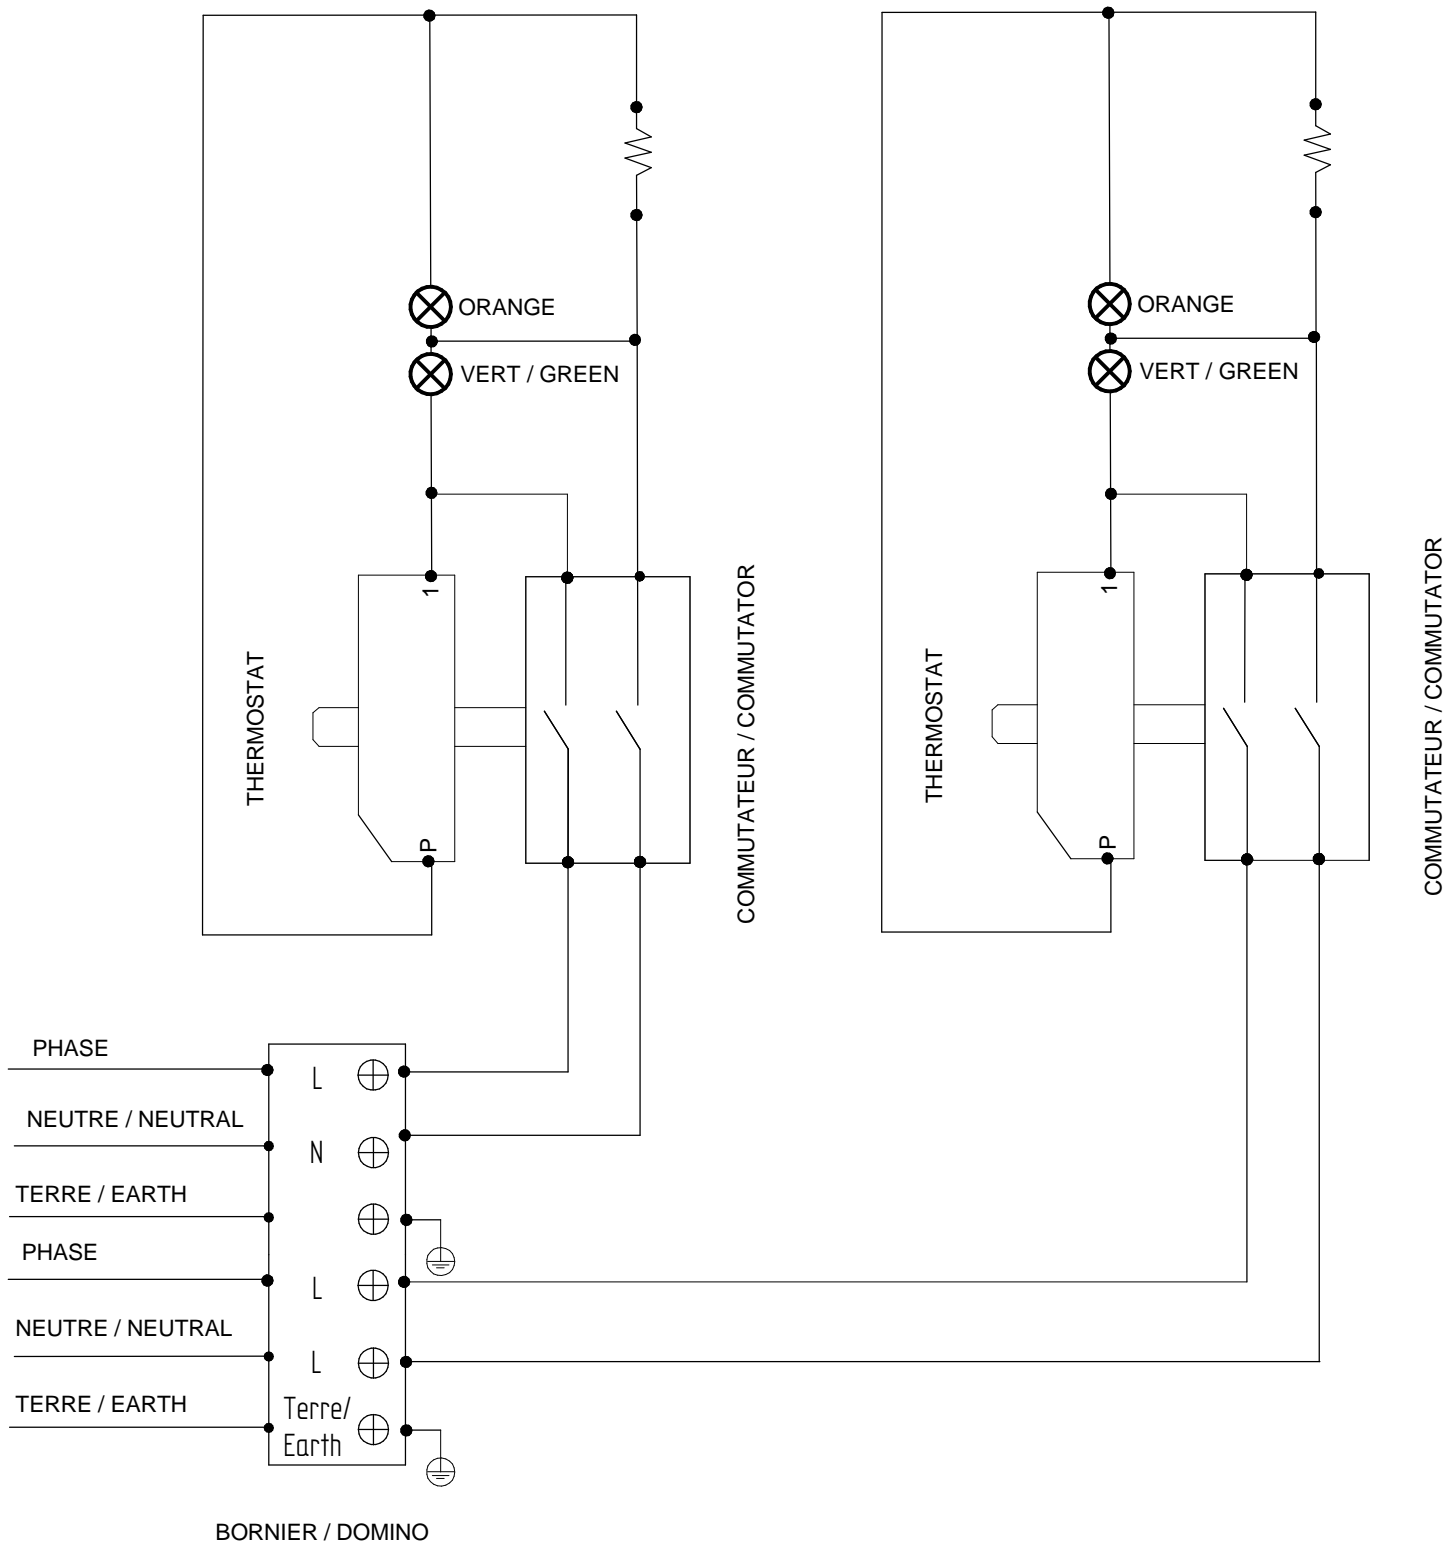 ORANGE
VERT / GREEN
1
THERMOSTAT
P
COMMUTATEUR / COMMUTATOR
ORANGE
VERT / GREEN
1
THERMOSTAT
P
COMMUTATEUR / COMMUTATOR
PHASE
L
NEUTRE / NEUTRAL
N
TERRE / EARTH
PHASE
L
NEUTRE / NEUTRAL
L
TERRE / EARTH
Terre/
Earth
BORNIER / DOMINO